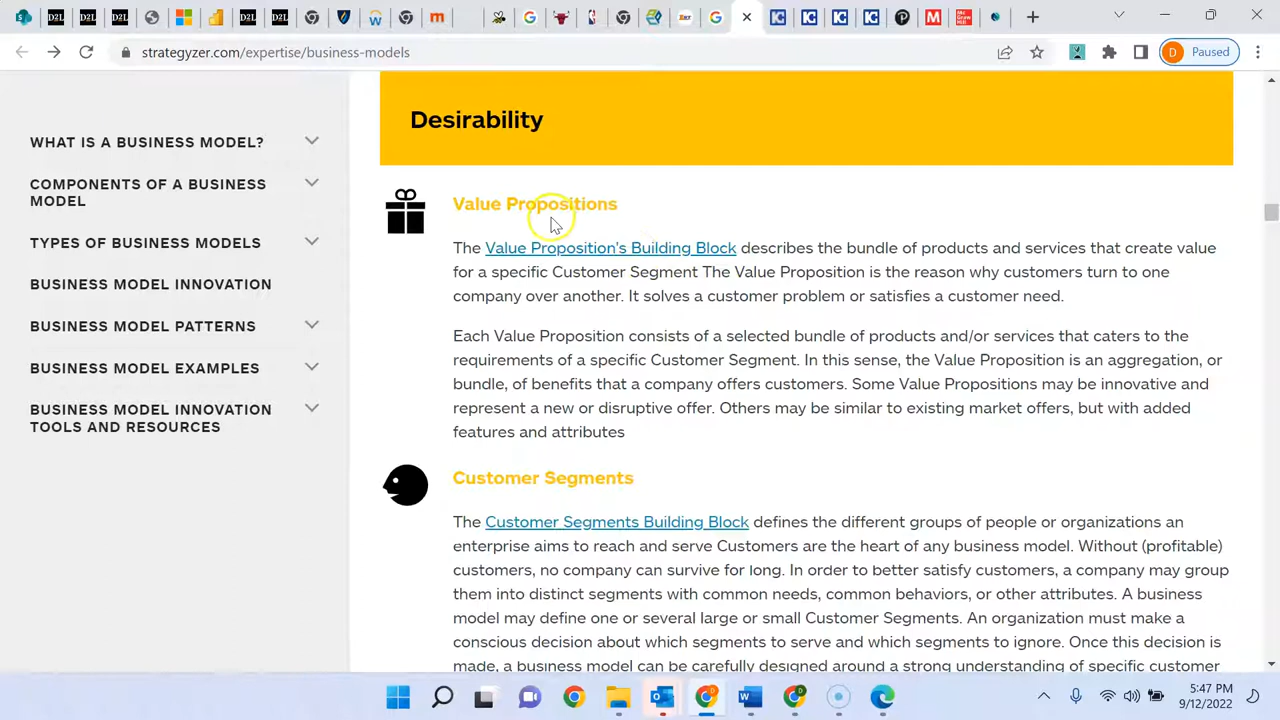 D2L D2L D2L D2L D2L
strategyzer.com/expertise/business-models
D Paused
WHAT IS A BUSINESS MODEL?
COMPONENTS OF A BUSINESS
MODEL
TYPES OF BUSINESS MODELS
BUSINESS MODEL INNOVATION
BUSINESS MODEL PATTERNS
BUSINESS MODEL EXAMPLES
BUSINESS MODEL INNOVATION
TOOLS AND RESOURCES
Desirability
Value Propositions
The Value Proposition's Building Block describes the bundle of products and services that create value
for a specific Customer Segment The Value Proposition is the reason why customers turn to one
company over another. It solves a customer problem or satisfies a customer need.
Each Value Proposition consists of a selected bundle of products and/or services that caters to the
requirements of a specific Customer Segment. In this sense, the Value Proposition is an aggregation, or
bundle, of benefits that a company offers customers. Some Value Propositions may be innovative and
represent a new or disruptive offer. Others may be similar to existing market offers, but with added
features and attributes
Customer Segments
The Customer Segments Building Block defines the different groups of people or organizations an
enterprise aims to reach and serve Customers are the heart of any business model. Without (profitable)
customers, no company can survive for long. In order to better satisfy customers, a company may group
them into distinct segments with common needs, common behaviors, or other attributes. A business
model may define one or several large or small Customer Segments. An organization must make a
conscious decision about which segments to serve and which segments to ignore. Once this decision is
made, a business model can be carefully designed around a strong understanding of specific customer
5:47 PM
9/12/2022